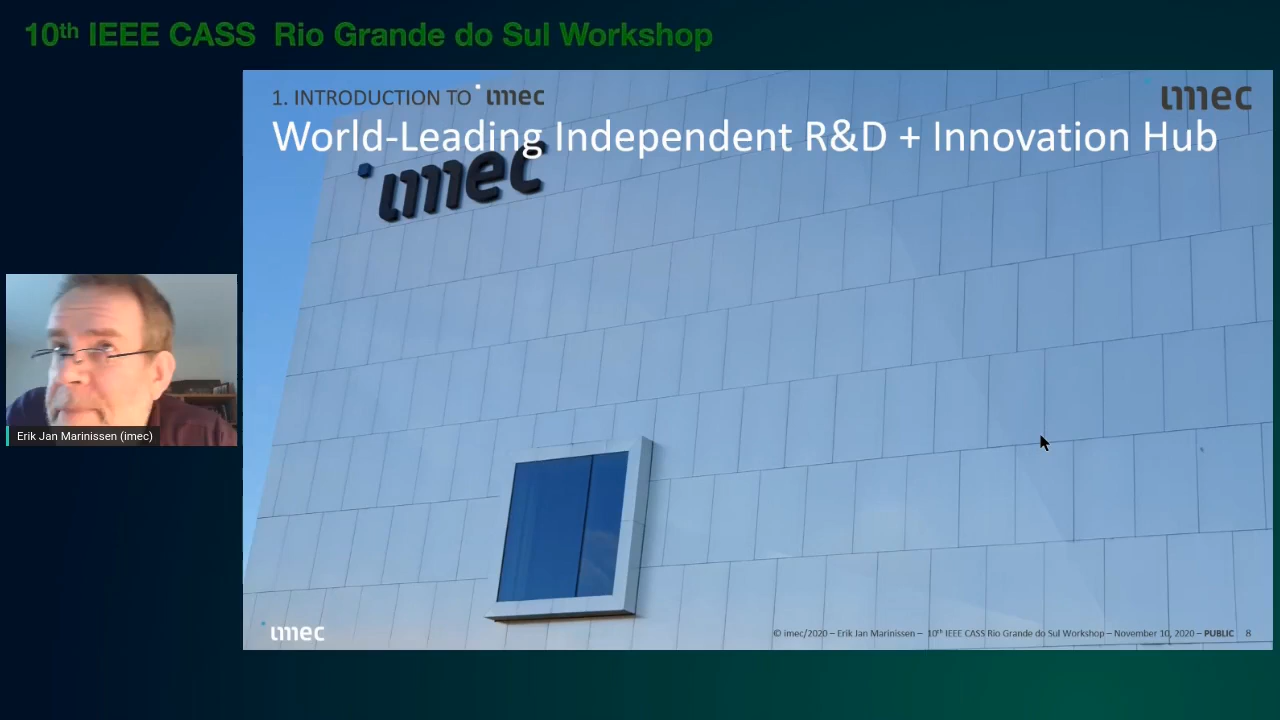 10th IEEE CASS Rio Grande do Sul Workshop
1. INTRODUCTION TO imec
imec
World-Leading Independent R&D + Innovation Hub
imec
Erik Jan Marinissen (imec)
imec
© imec/2020 – Erik Jan Marinissen – 10th IEEE CASS Rio Grande do Sul Workshop – November 10, 2020 – PUBLIC 8